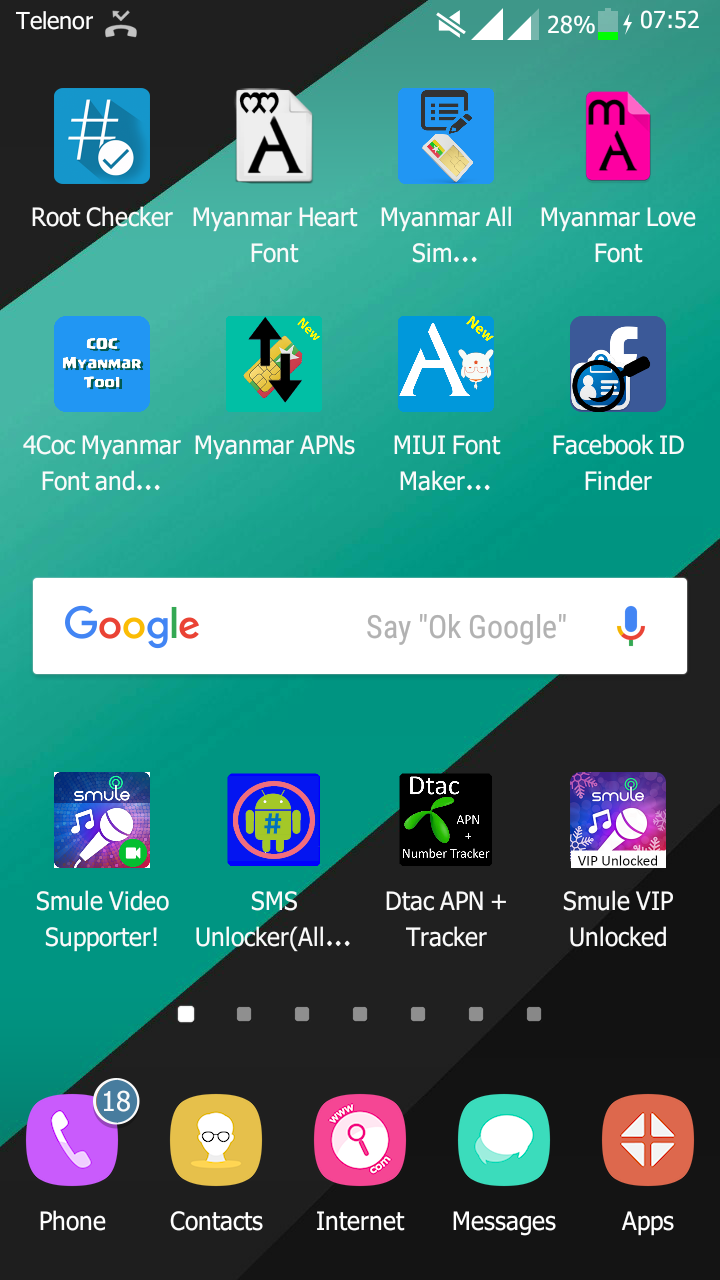 Telenor 28% 07:52
Root Checker
Myanmar Heart Font
Myanmar All Sim...
mA
Myanmar Love Font
COC
Myanmar
Tool
4Coc Myanmar Font and...
New
Myanmar APNs
New
MIUI Font Maker...
Facebook ID Finder
Google Say "Ok Google"
smule
Smule Video Supporter!
#
SMS Unlocker(All...
Dtac
APN
+
Number Tracker
Dtac APN + Tracker
smule
VIP Unlocked
Smule VIP Unlocked
18
Phone
Contacts
www
com
Internet
Messages
Apps